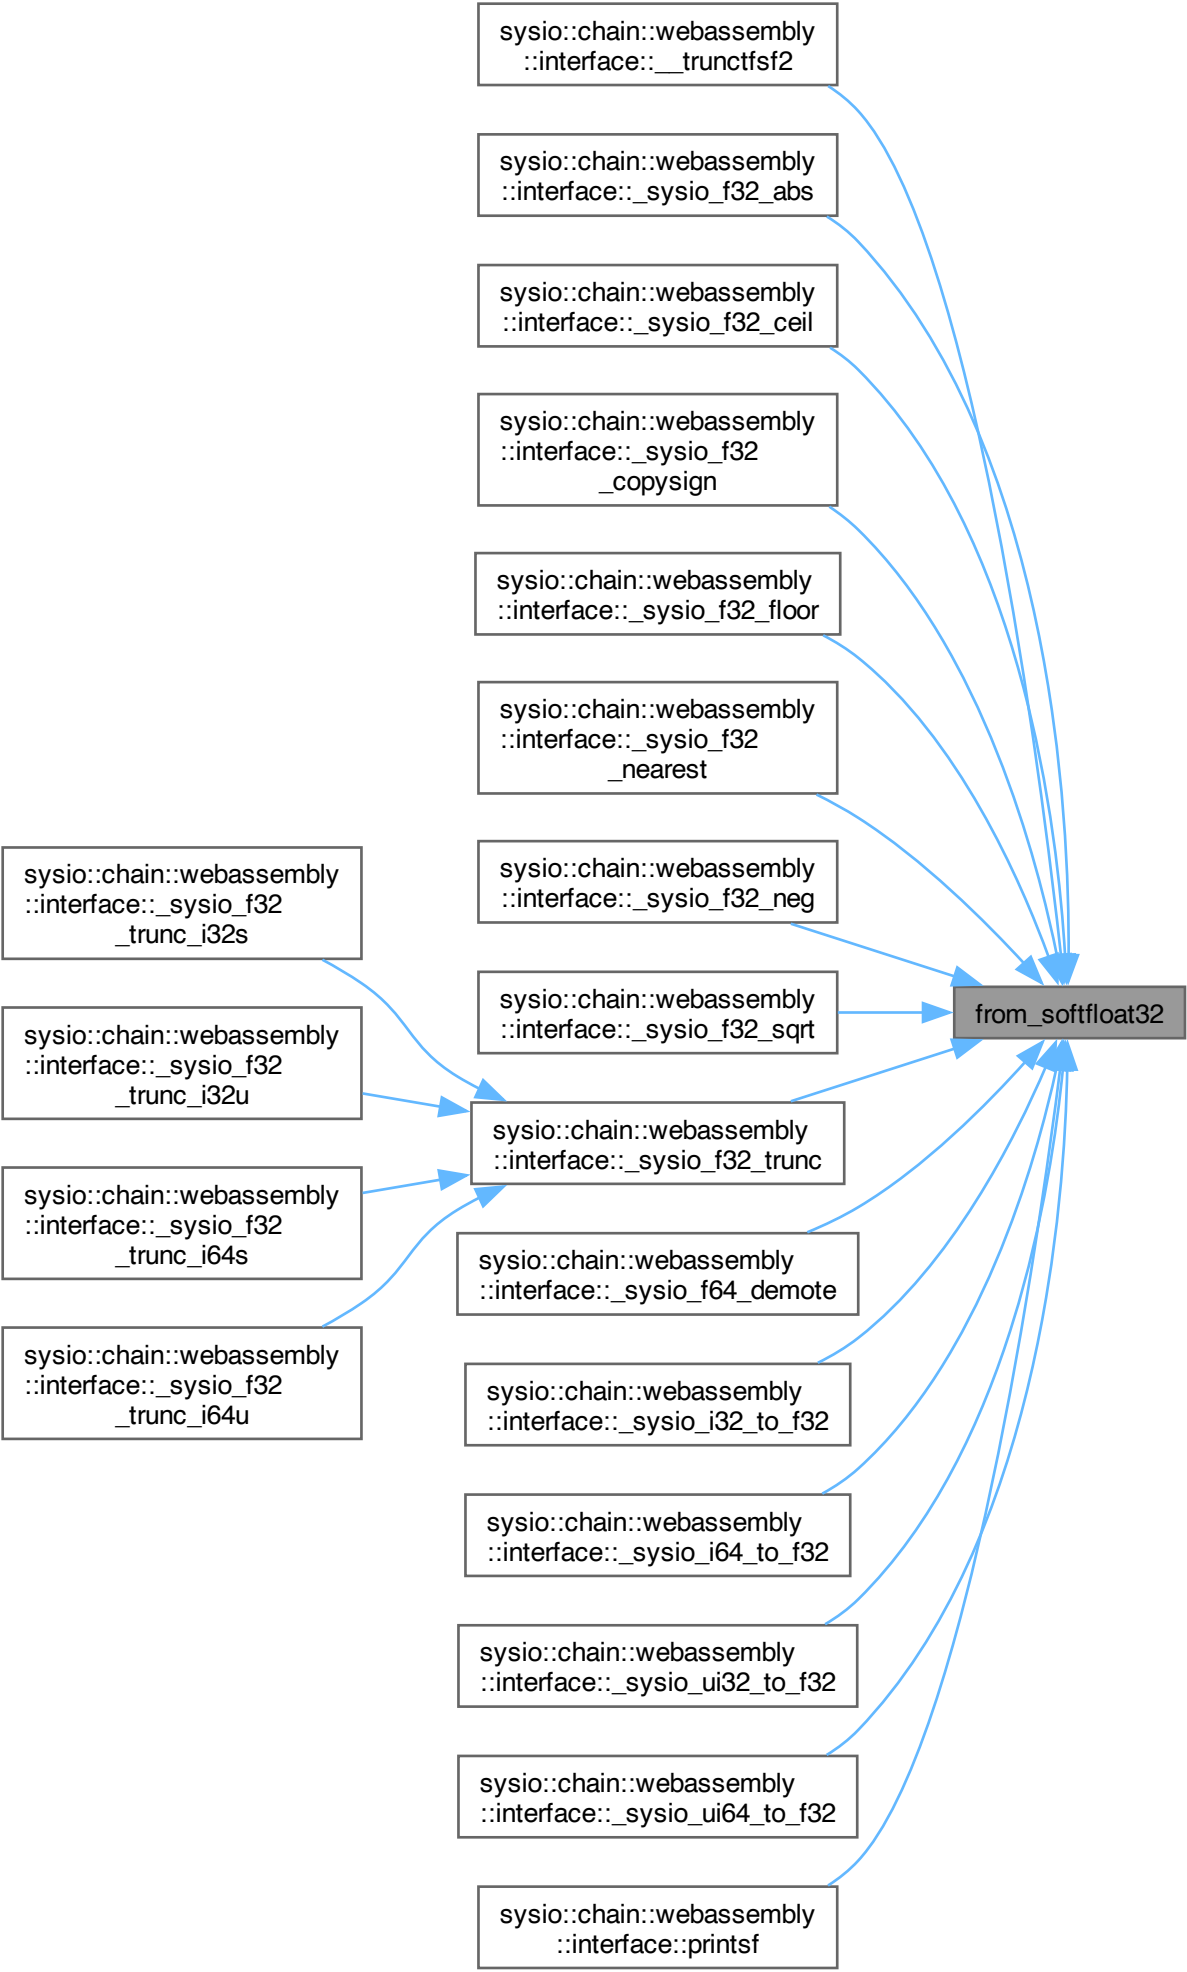 sysio::chain::webassembly
::interface::__trunctfsf2
sysio::chain::webassembly
::interface::_sysio_f32_abs
sysio::chain::webassembly
::interface::_sysio_f32_ceil
sysio::chain::webassembly
::interface::_sysio_f32
_copysign
sysio::chain::webassembly
::interface::_sysio_f32_floor
sysio::chain::webassembly
::interface::_sysio_f32
_nearest
sysio::chain::webassembly
::interface::_sysio_f32_neg
sysio::chain::webassembly
::interface::_sysio_f32_sqrt
sysio::chain::webassembly
::interface::_sysio_f32_trunc
sysio::chain::webassembly
::interface::_sysio_f32
_trunc_i32s
sysio::chain::webassembly
::interface::_sysio_f32
_trunc_i32u
sysio::chain::webassembly
::interface::_sysio_f32
_trunc_i64s
sysio::chain::webassembly
::interface::_sysio_f32
_trunc_i64u
sysio::chain::webassembly
::interface::_sysio_f64_demote
sysio::chain::webassembly
::interface::_sysio_i32_to_f32
sysio::chain::webassembly
::interface::_sysio_i64_to_f32
sysio::chain::webassembly
::interface::_sysio_ui32_to_f32
sysio::chain::webassembly
::interface::_sysio_ui64_to_f32
sysio::chain::webassembly
::interface::printsf
from_softfloat32